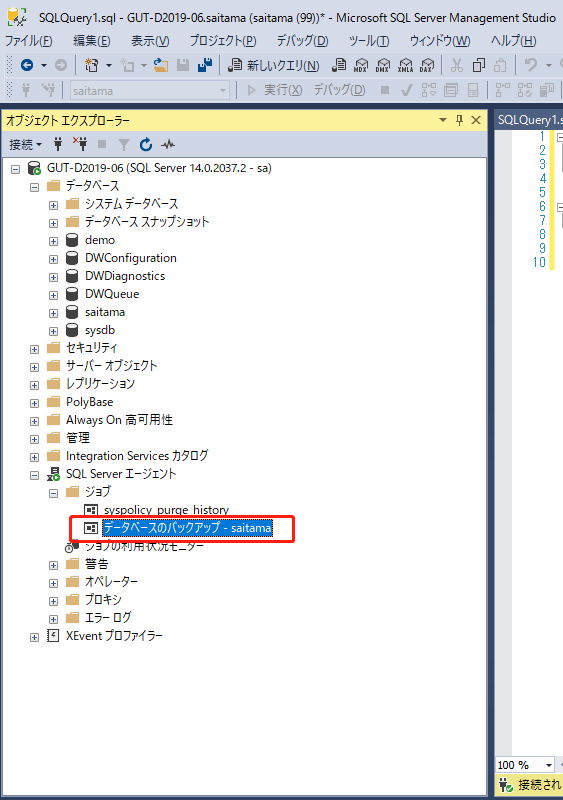 SQLQuery1.sql - GUT-D2019-06.saitama (saitama (99))* - Microsoft SQL Server Management Studio
ファイル(F) 編集(E) 表示(V) プロジェクト(P) デバッグ(D) ツール(T) ウィンドウ(W) ヘルプ(H)
新しいクエリ(N) MDX DMX XMLA DAX
saitama 実行(X) デバッグ(D)
オブジェクト エクスプローラー
SQLQuery1.s
接続
GUT-D2019-06 (SQL Server 14.0.2037.2 - sa)
データベース
システム データベース
データベース スナップショット
demo
DWConfiguration
DWDiagnostics
DWQueue
saitama
sysdb
セキュリティ
サーバー オブジェクト
レプリケーション
PolyBase
Always On 高可用性
管理
Integration Services カタログ
SQL Server エージェント
ジョブ
syspolicy_purge_history
データベースのバックアップ - saitama
ジョブの利用状況モニター
警告
オペレーター
プロキシ
エラー ログ
XEvent プロファイラー
1
2
3
4
5
6
7
8
9
10
100 %
接続され